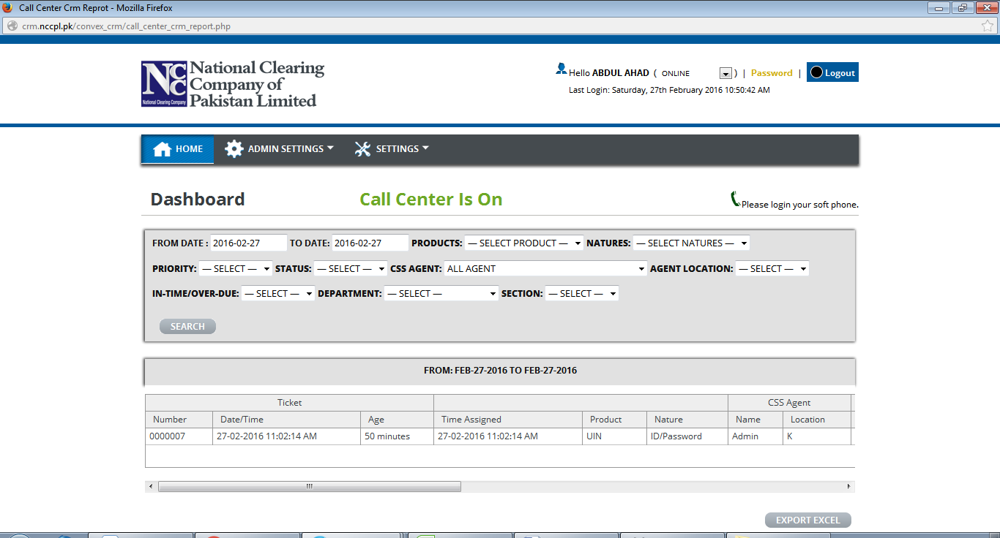 Call Center Crm Reprot - Mozilla Firefox
crm.nccpl.pk/convex_crm/call_center_crm_report.php
NCC
National Clearing Company
National Clearing
Company of
Pakistan Limited
Hello ABDUL AHAD ( ONLINE ) | Password | Logout
Last Login: Saturday, 27th February 2016 10:50:42 AM
HOME ADMIN SETTINGS SETTINGS
Dashboard Call Center Is On Please login your soft phone.
FROM DATE : 2016-02-27 TO DATE: 2016-02-27 PRODUCTS: — SELECT PRODUCT — NATURES: — SELECT NATURES —
PRIORITY: — SELECT — STATUS: — SELECT — CSS AGENT: ALL AGENT AGENT LOCATION: — SELECT —
IN-TIME/OVER-DUE: — SELECT — DEPARTMENT: — SELECT — SECTION: — SELECT —
SEARCH
FROM: FEB-27-2016 TO FEB-27-2016
Ticket CSS Agent
Number Date/Time Age Time Assigned Product Nature Name Location
0000007 27-02-2016 11:02:14 AM 50 minutes 27-02-2016 11:02:14 AM UIN ID/Password Admin K
EXPORT EXCEL